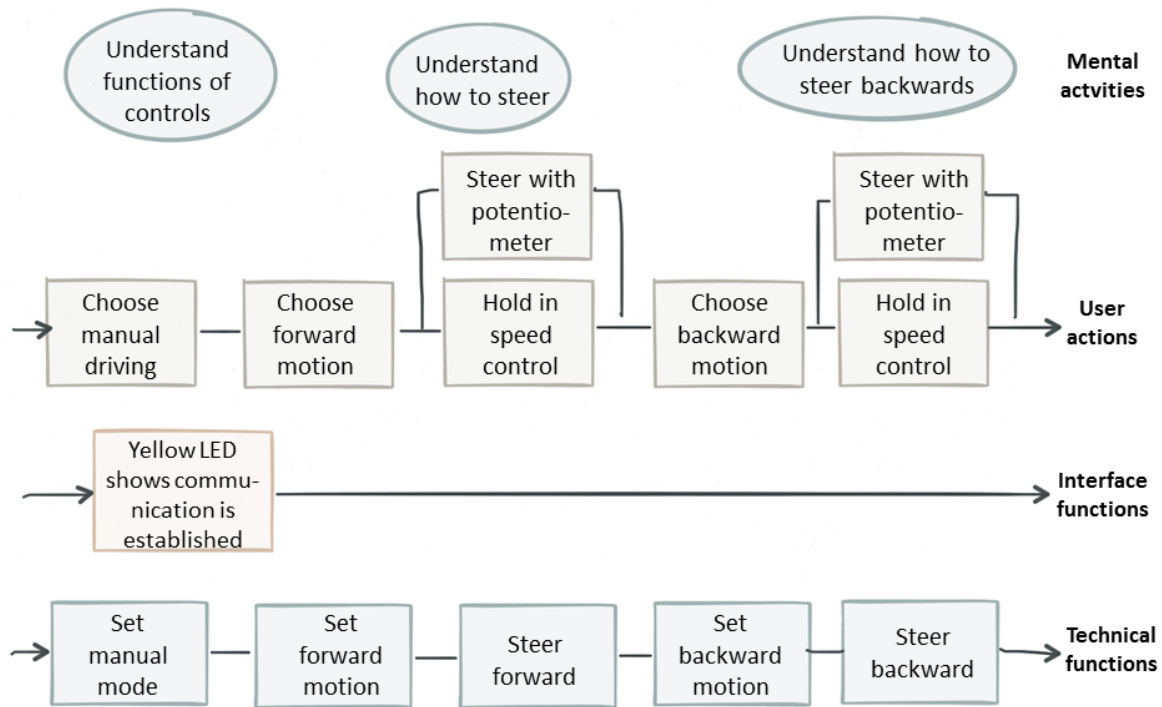 Understand
functions of
controls
Understand
how to steer
Understand how to
steer backwards
Mental
actvities
Steer with
potentio-
meter
Steer with
potentio-
meter
Choose
manual
driving
Choose
forward
motion
Hold in
speed
control
Choose
backward
motion
Hold in
speed
control
User
actions
Yellow LED
shows commu-
nication is
established
Interface
functions
Set
manual
mode
Set
forward
motion
Steer
forward
Set
backward
motion
Steer
backward
Technical
functions